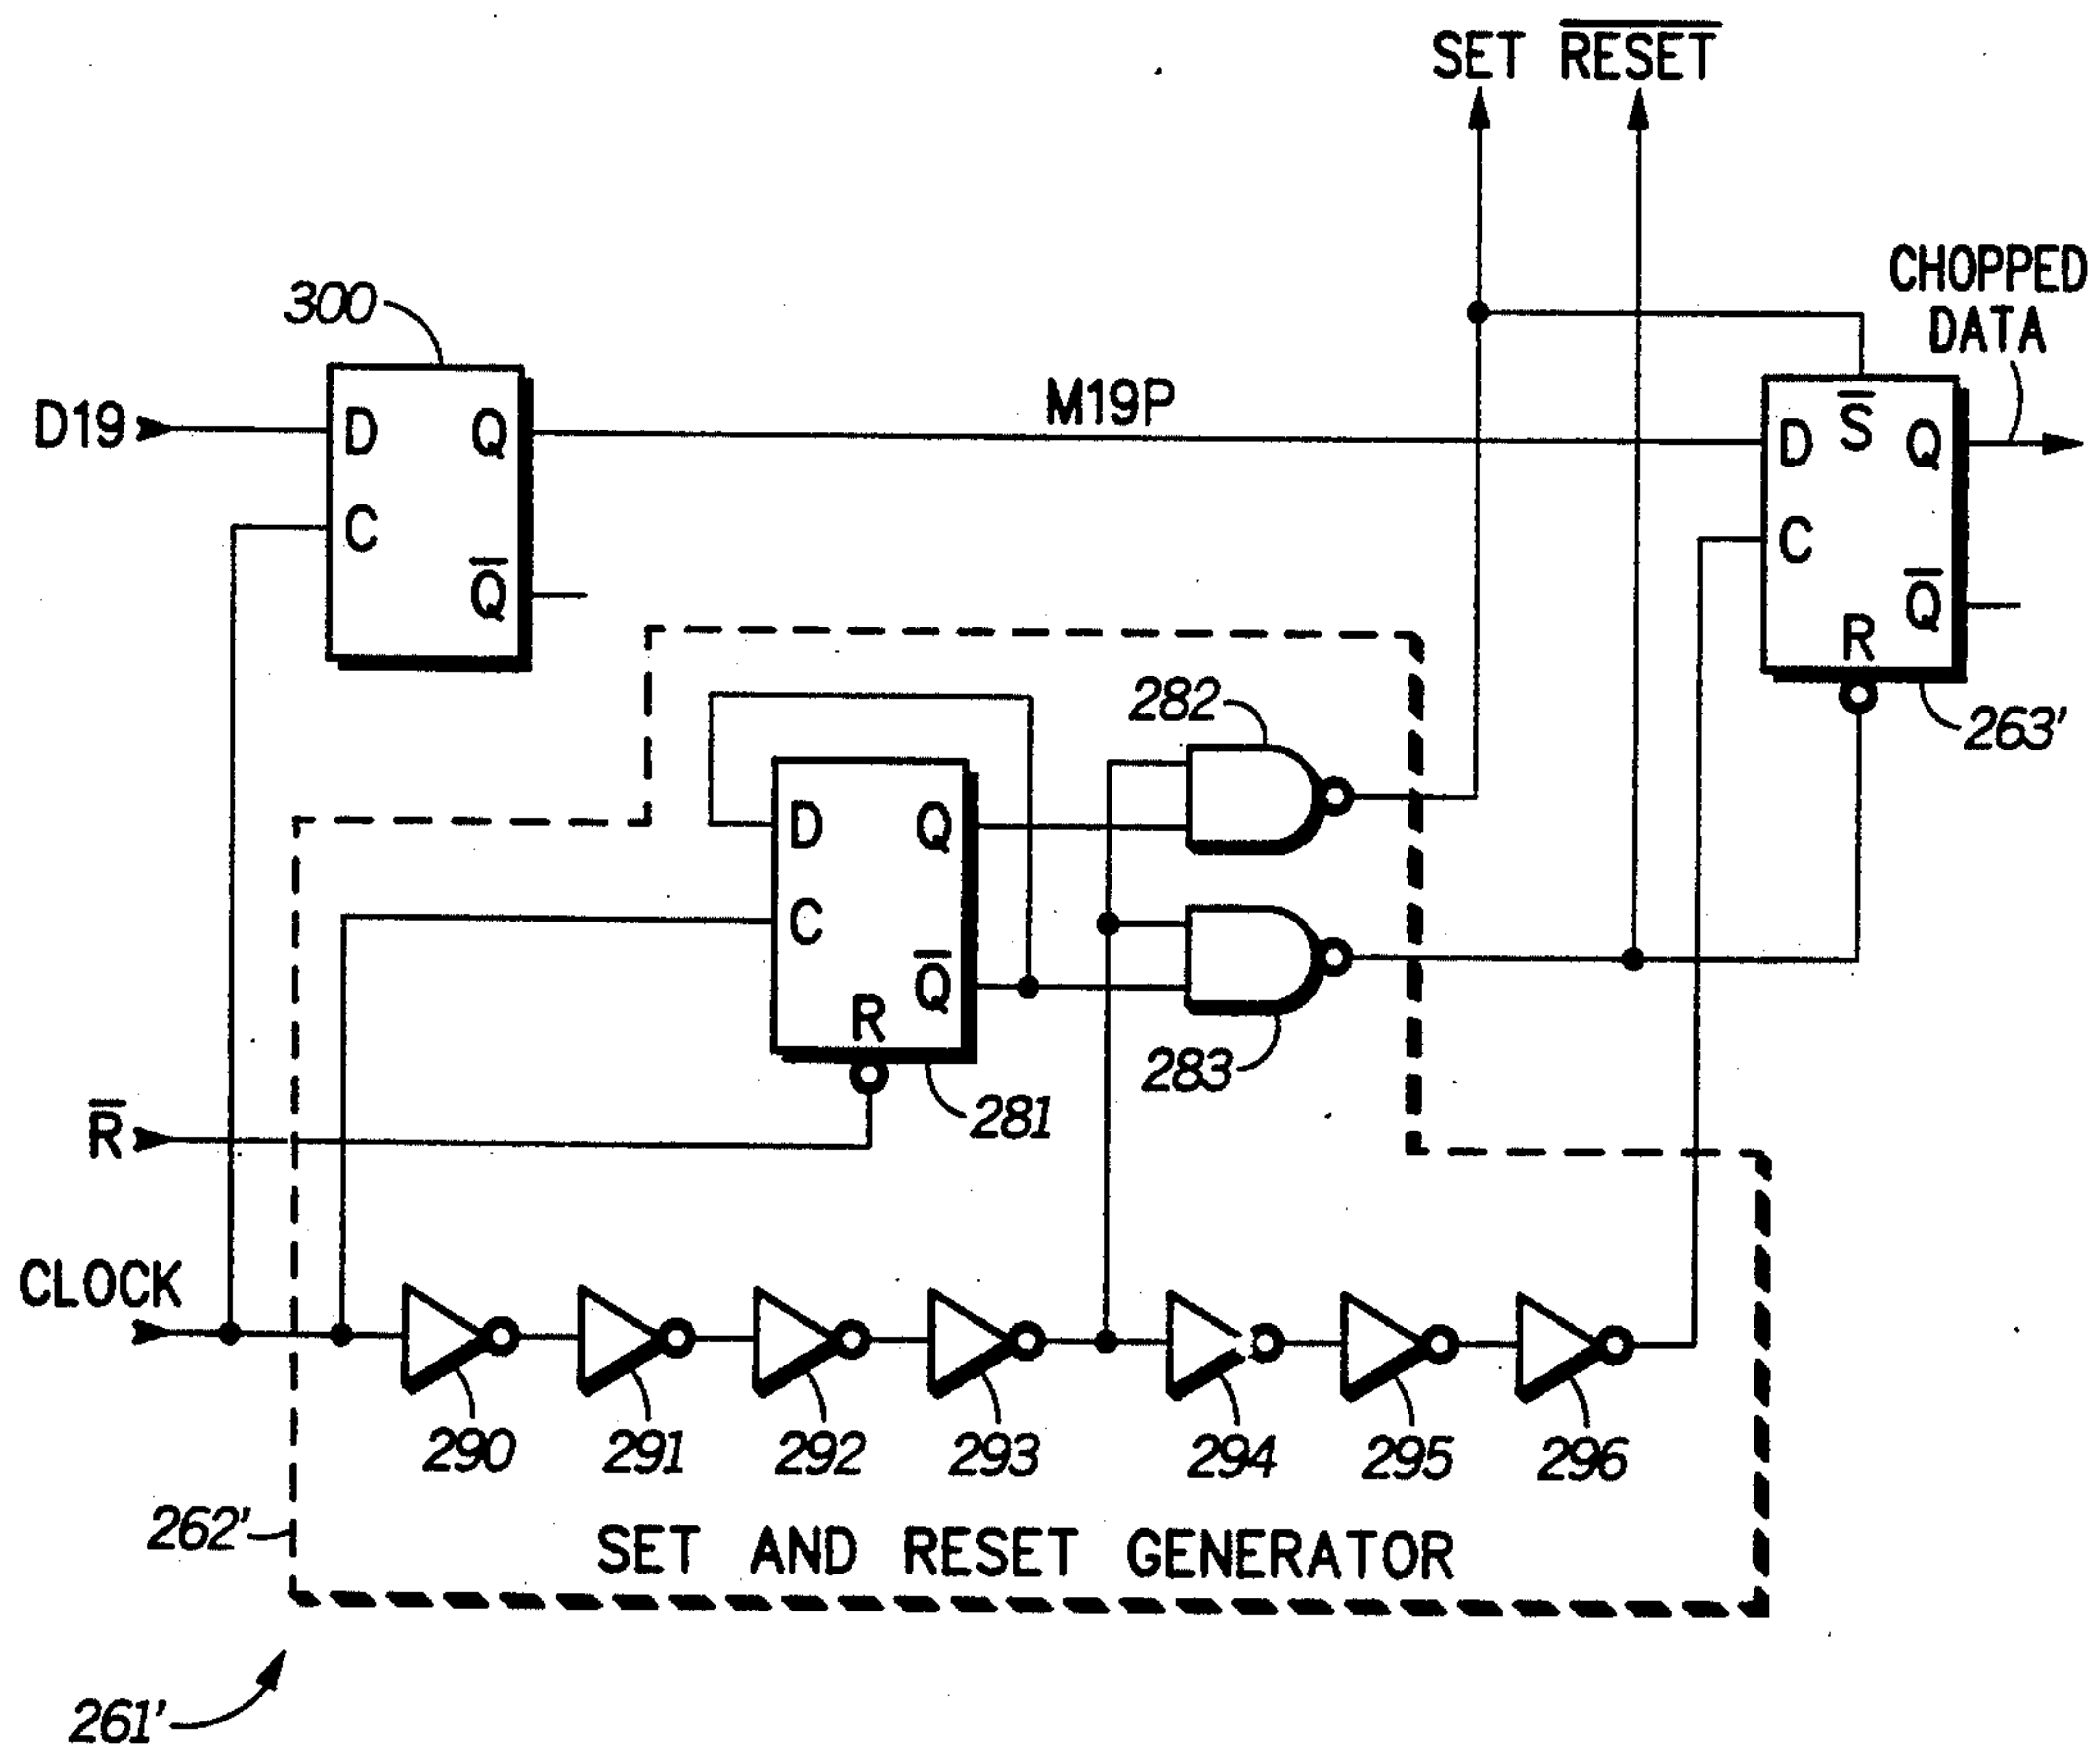 SET R̅E̅S̅E̅T̅
CHOPPED
DATA
300
D19
D
Q
C
Q̅
M19P
D
S̅
Q
C
Q̅
R
263'
282
D
Q
C
Q̅
R
281
283
R̅
CLOCK
290
291
292
293
294
295
296
262'
SET AND RESET GENERATOR
261'